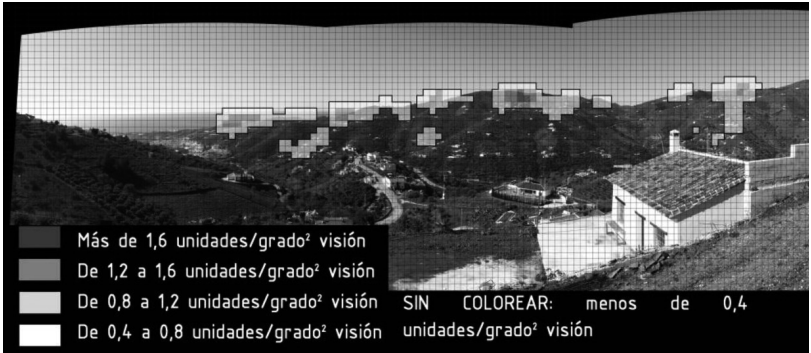 Más de 1,6 unidades/grado² visión
De 1,2 a 1,6 unidades/grado² visión
De 0,8 a 1,2 unidades/grado² visión
De 0,4 a 0,8 unidades/grado² visión
SIN COLOREAR: menos de 0,4
unidades/grado² visión